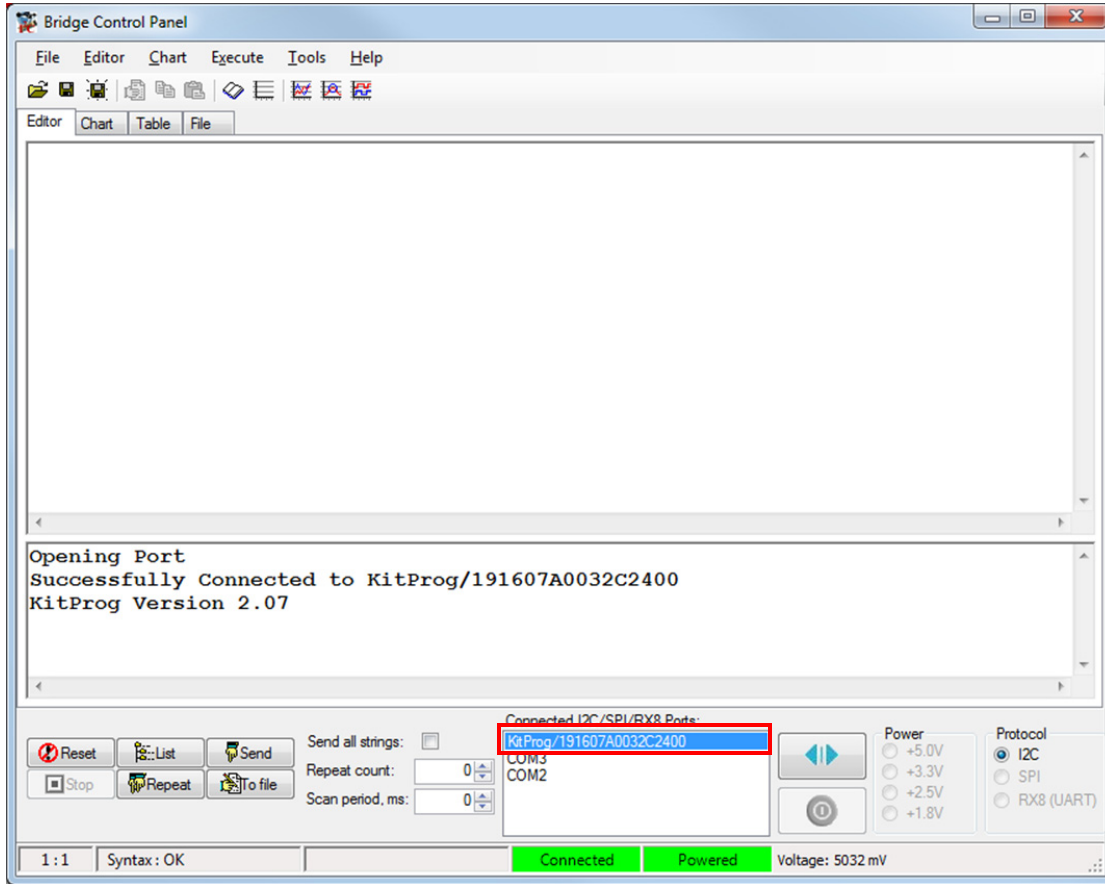 Bridge Control Panel
File Editor Chart Execute Tools Help
Editor Chart Table File
Opening Port
Successfully Connected to KitProg/191607A0032C2400
KitProg Version 2.07
Connected I2C/SPI/RX8 Ports:
KitProg/191607A0032C2400
COM3
COM2
Reset List Send
Stop Repeat To file
Send all strings:
Repeat count: 0
Scan period, ms: 0
Power
+5.0V
+3.3V
+2.5V
+1.8V
Protocol
I2C
SPI
RX8 (UART)
1:1 Syntax: OK Connected Powered Voltage: 5032 mV